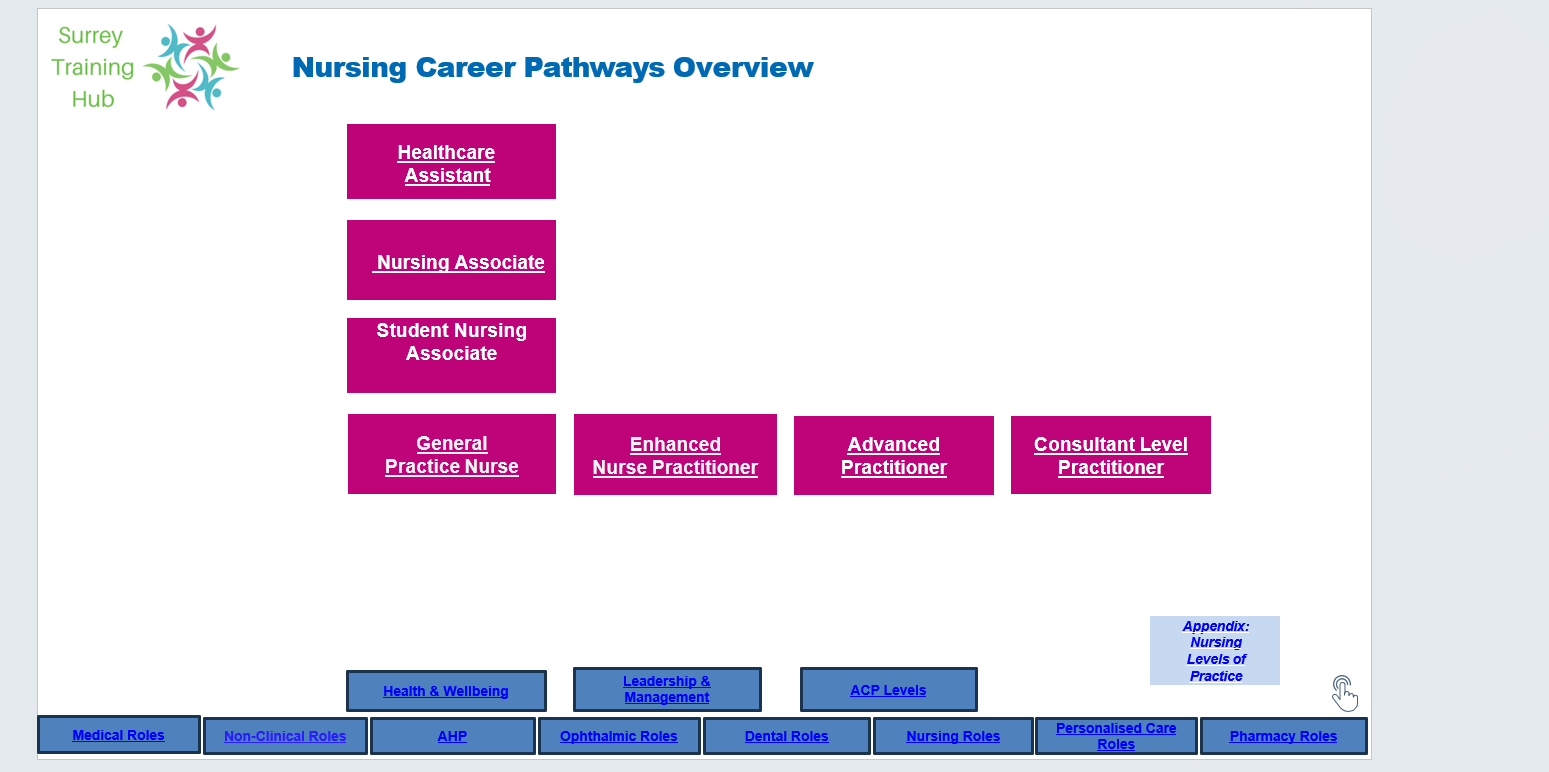 Surrey
Training
Hub
Nursing Career Pathways Overview
Healthcare
Assistant
Nursing Associate
Student Nursing
Associate
General
Practice Nurse
Enhanced
Nurse Practitioner
Advanced
Practitioner
Consultant Level
Practitioner
Appendix:
Nursing
Levels of
Practice
Health & Wellbeing
Leadership &
Management
ACP Levels
Medical Roles
Non-Clinical Roles
AHP
Ophthalmic Roles
Dental Roles
Nursing Roles
Personalised Care
Roles
Pharmacy Roles